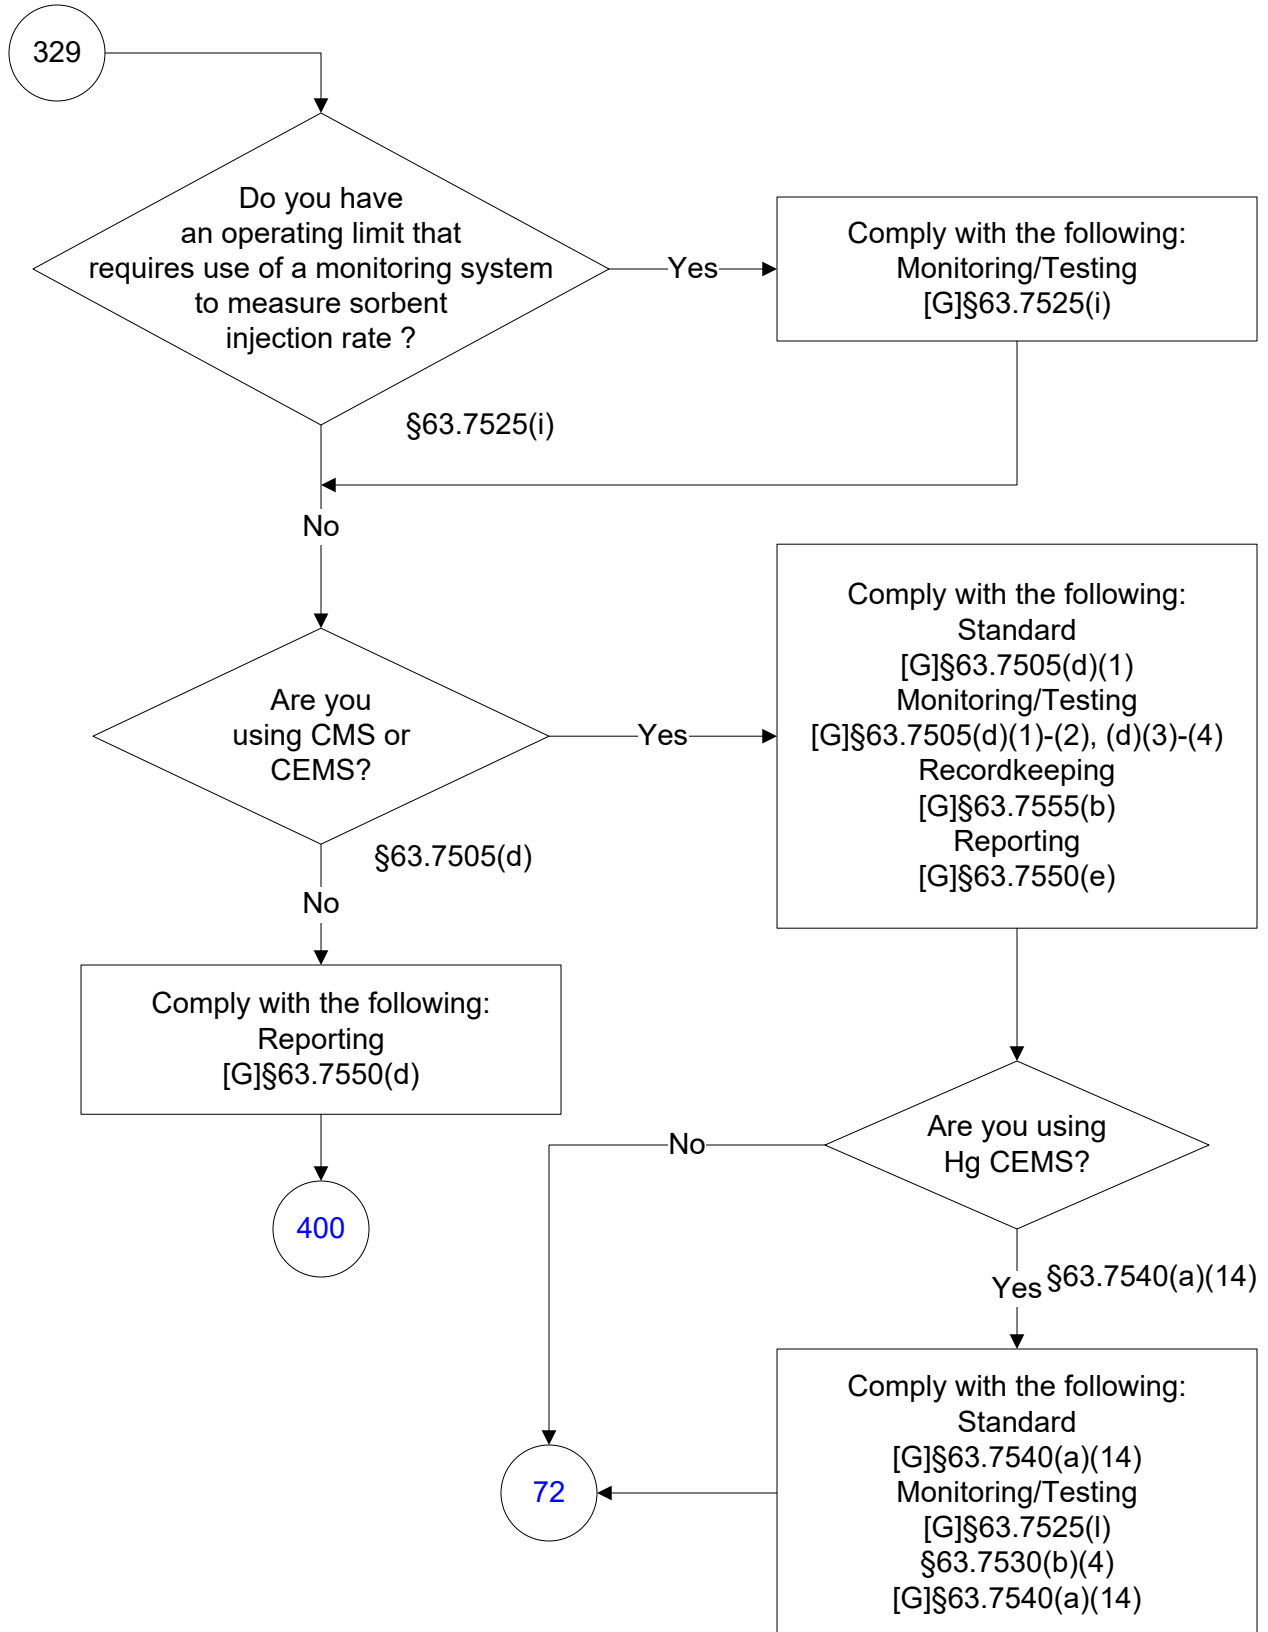 329
Do you have
an operating limit that
requires use of a monitoring system
to measure sorbent
injection rate ?
Yes
Comply with the following:
Monitoring/Testing
[G]§63.7525(i)
§63.7525(i)
No
Are you
using CMS or
CEMS?
Yes
Comply with the following:
Standard
[G]§63.7505(d)(1)
Monitoring/Testing
[G]§63.7505(d)(1)-(2), (d)(3)-(4)
Recordkeeping
[G]§63.7555(b)
Reporting
[G]§63.7550(e)
§63.7505(d)
No
Comply with the following:
Reporting
[G]§63.7550(d)
400
Are you using
Hg CEMS?
No
Yes
§63.7540(a)(14)
72
Comply with the following:
Standard
[G]§63.7540(a)(14)
Monitoring/Testing
[G]§63.7525(l)
§63.7530(b)(4)
[G]§63.7540(a)(14)